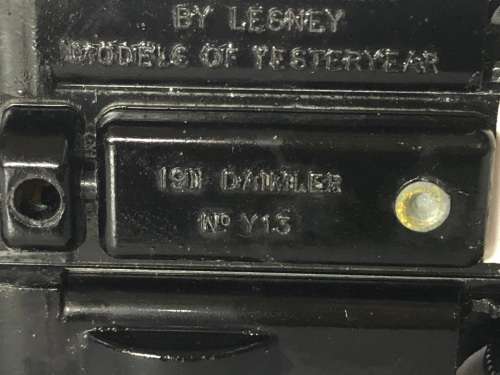 BY LESNEY
MODELS OF YESTERYEAR
1911 DAIMLER
Nº Y13